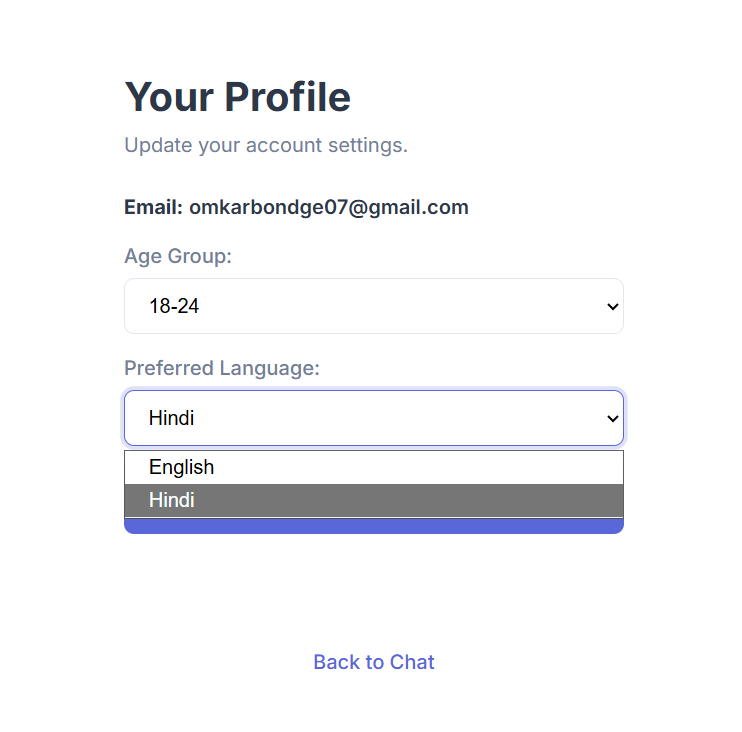 Your Profile
Update your account settings.
Email: omkarbondge07@gmail.com
Age Group:
18-24
Preferred Language:
Hindi
English
Hindi
Back to Chat